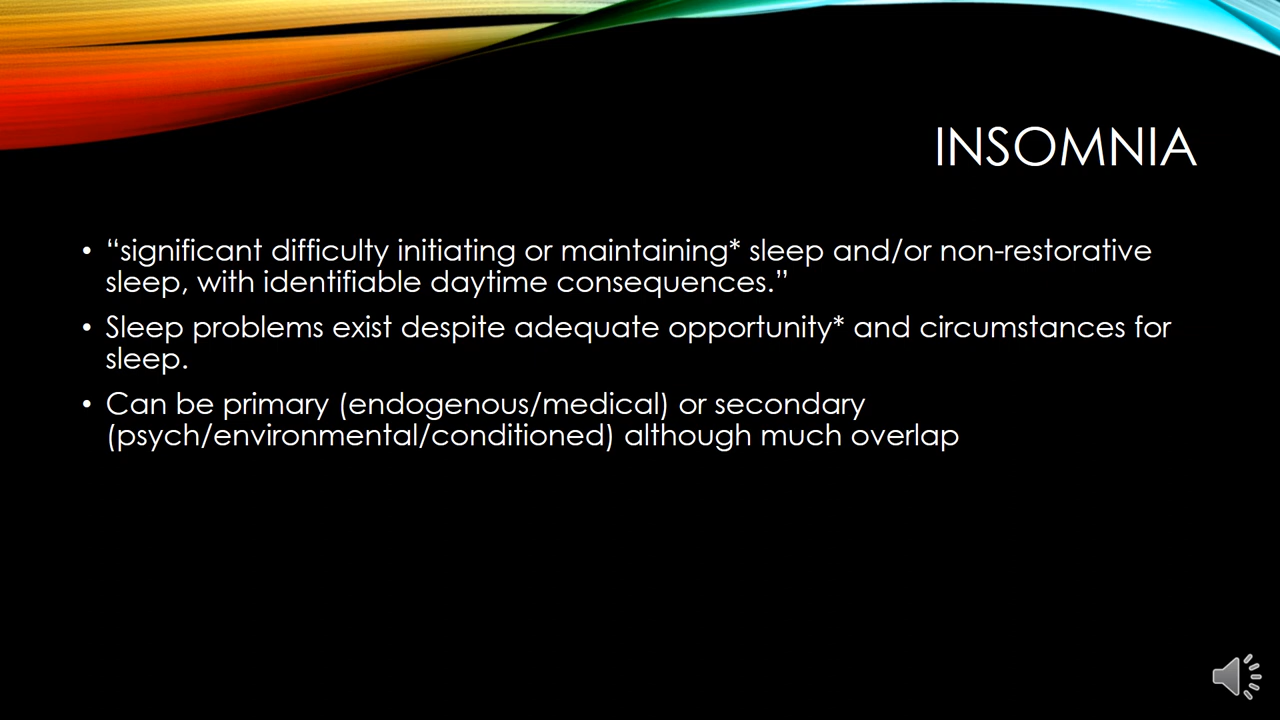 INSOMNIA
• “significant difficulty initiating or maintaining* sleep and/or non-restorative
sleep, with identifiable daytime consequences.”
• Sleep problems exist despite adequate opportunity* and circumstances for
sleep.
• Can be primary (endogenous/medical) or secondary
(psych/environmental/conditioned) although much overlap